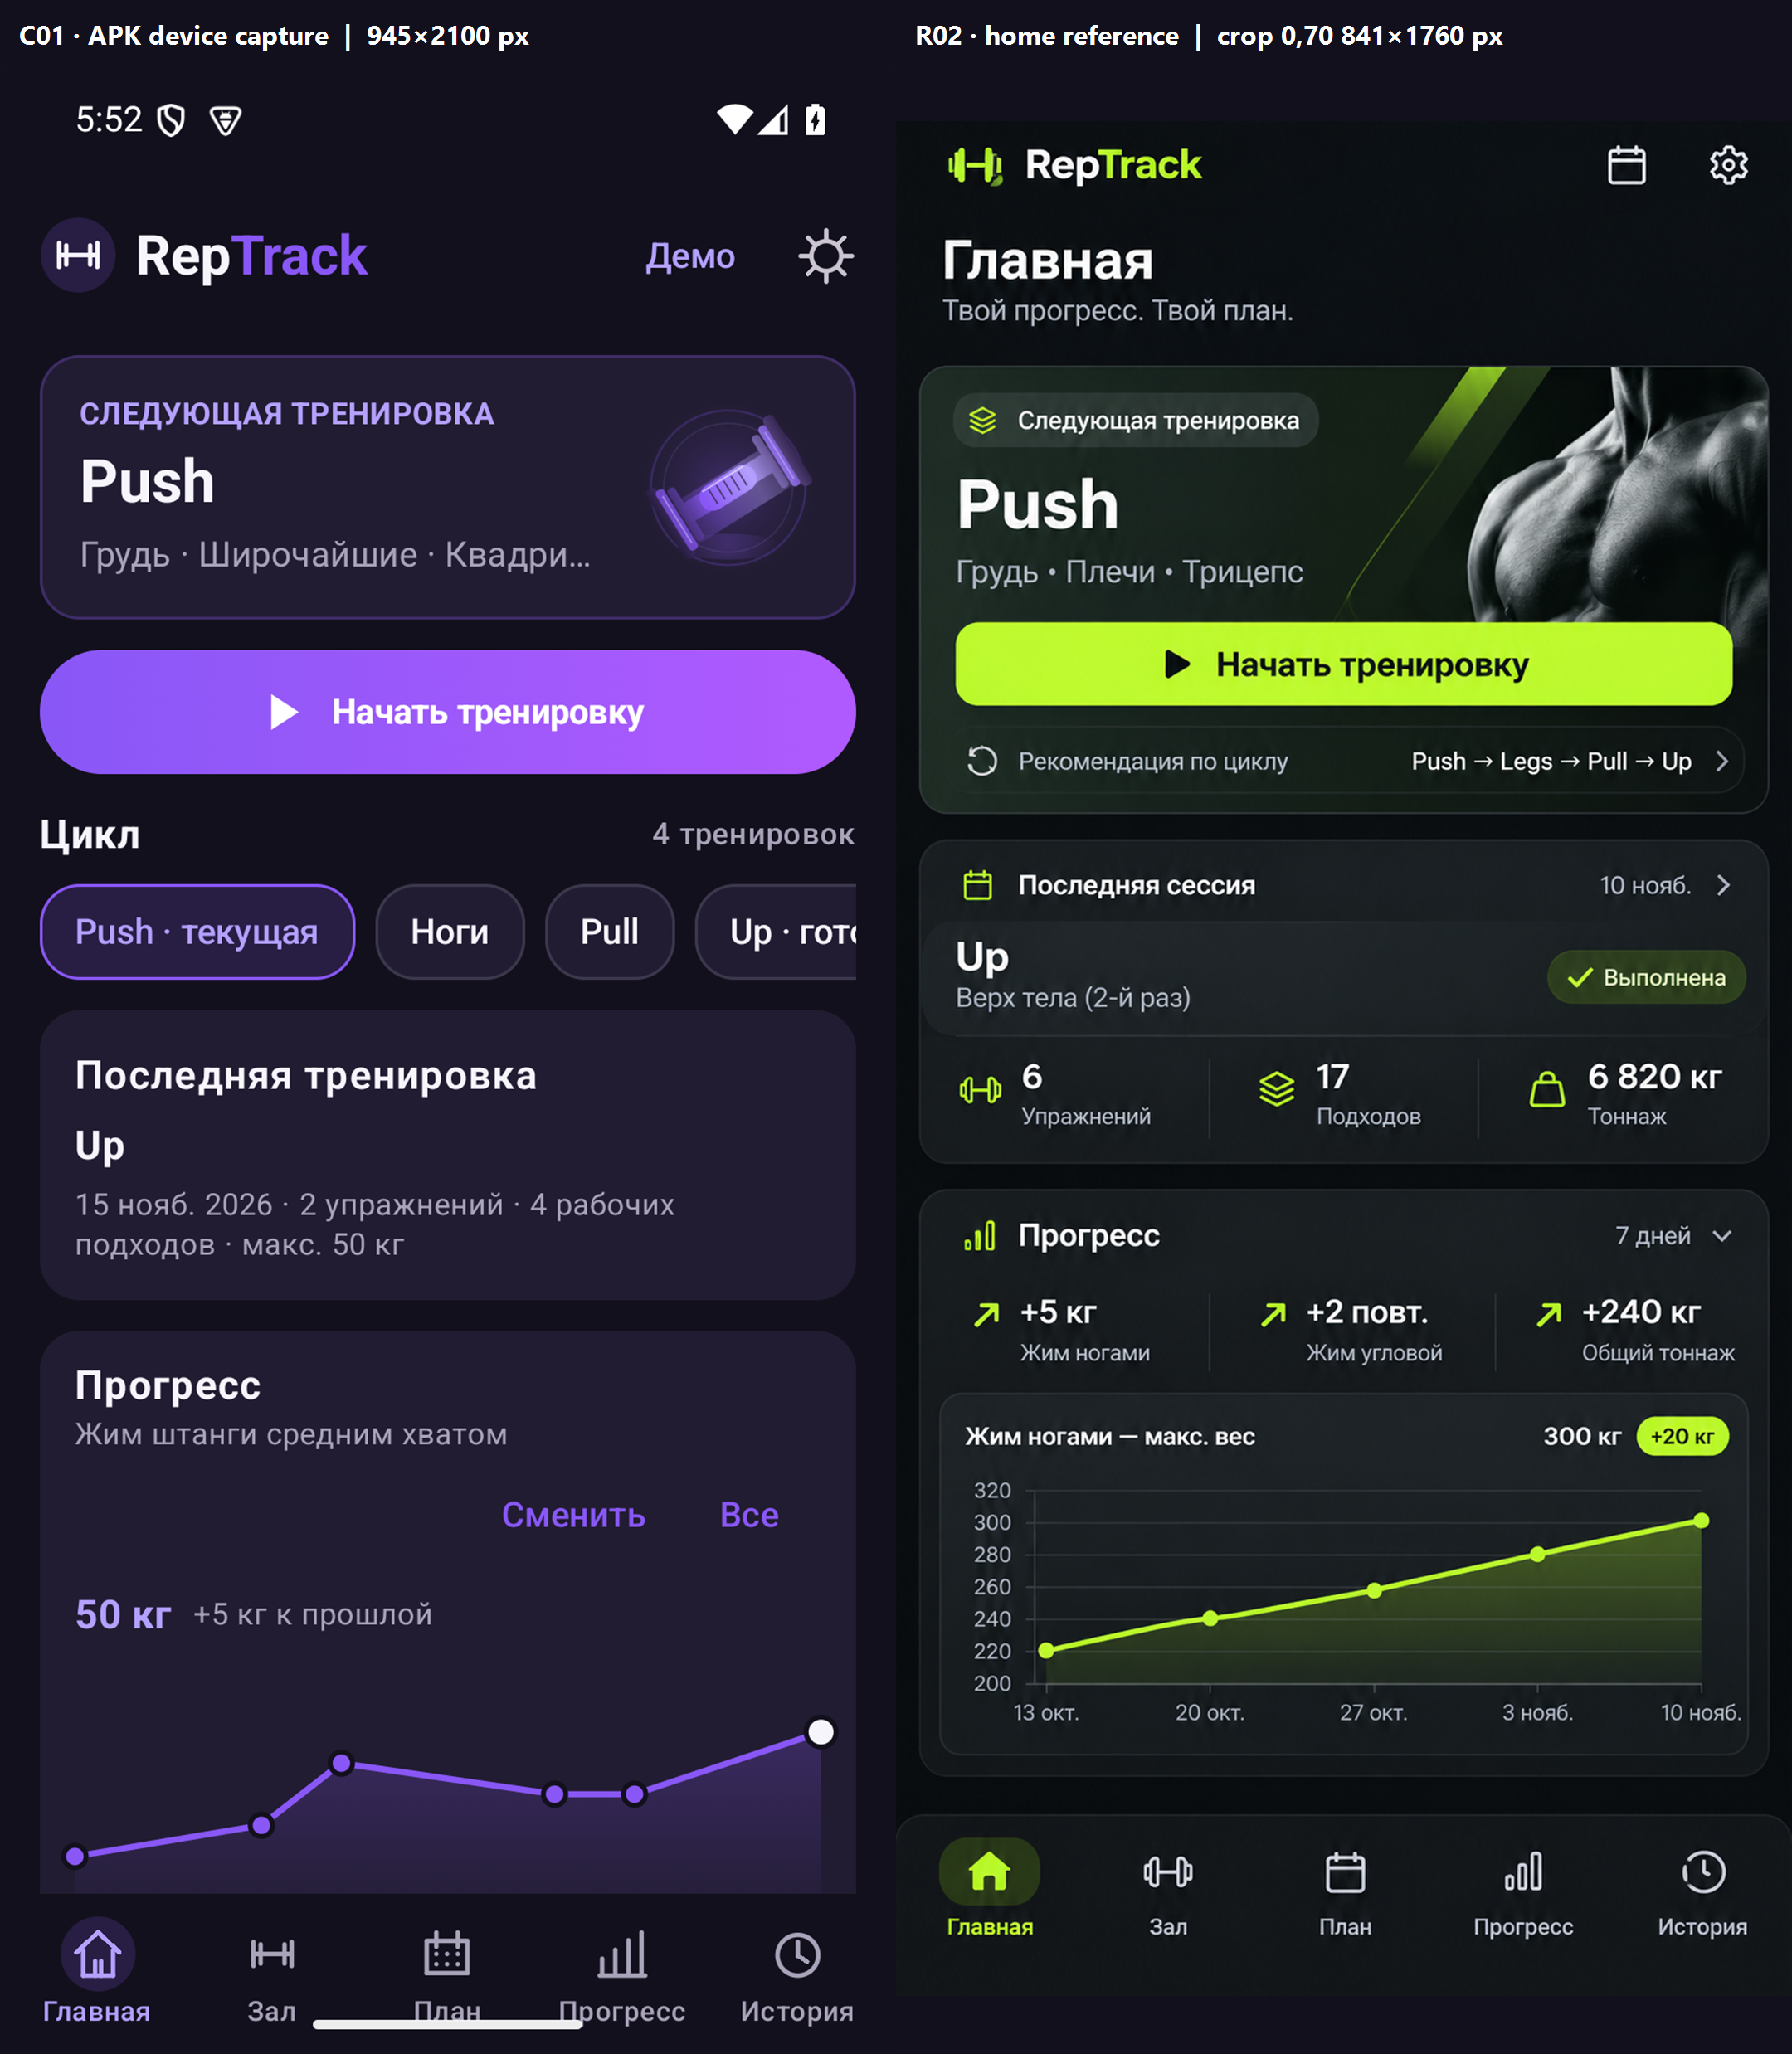 C01 · APK device capture | 945×2100 px
5:52
RepTrack
Демо
СЛЕДУЮЩАЯ ТРЕНИРОВКА
Push
Грудь · Широчайшие · Квадри...
Начать тренировку
Цикл
4 тренировок
Push · текущая
Ноги
Pull
Up · гото
Последняя тренировка
Up
15 нояб. 2026 · 2 упражнений · 4 рабочих
подходов · макс. 50 кг
Прогресс
Жим штанги средним хватом
Сменить
Все
50 кг +5 кг к прошлой
Главная
Зал
План
Прогресс
История
R02 · home reference | crop 0,70 841×1760 px
RepTrack
Главная
Твой прогресс. Твой план.
Следующая тренировка
Push
Грудь • Плечи • Трицепс
Начать тренировку
Рекомендация по циклу
Push → Legs → Pull → Up
Последняя сессия
10 нояб.
Up
Верх тела (2-й раз)
Выполнена
6
Упражнений
17
Подходов
6 820 кг
Тоннаж
Прогресс
7 дней
+5 кг
Жим ногами
+2 повт.
Жим угловой
+240 кг
Общий тоннаж
Жим ногами — макс. вес
300 кг
+20 кг
320
300
280
260
240
220
200
13 окт.
20 окт.
27 окт.
3 нояб.
10 нояб.
Главная
Зал
План
Прогресс
История